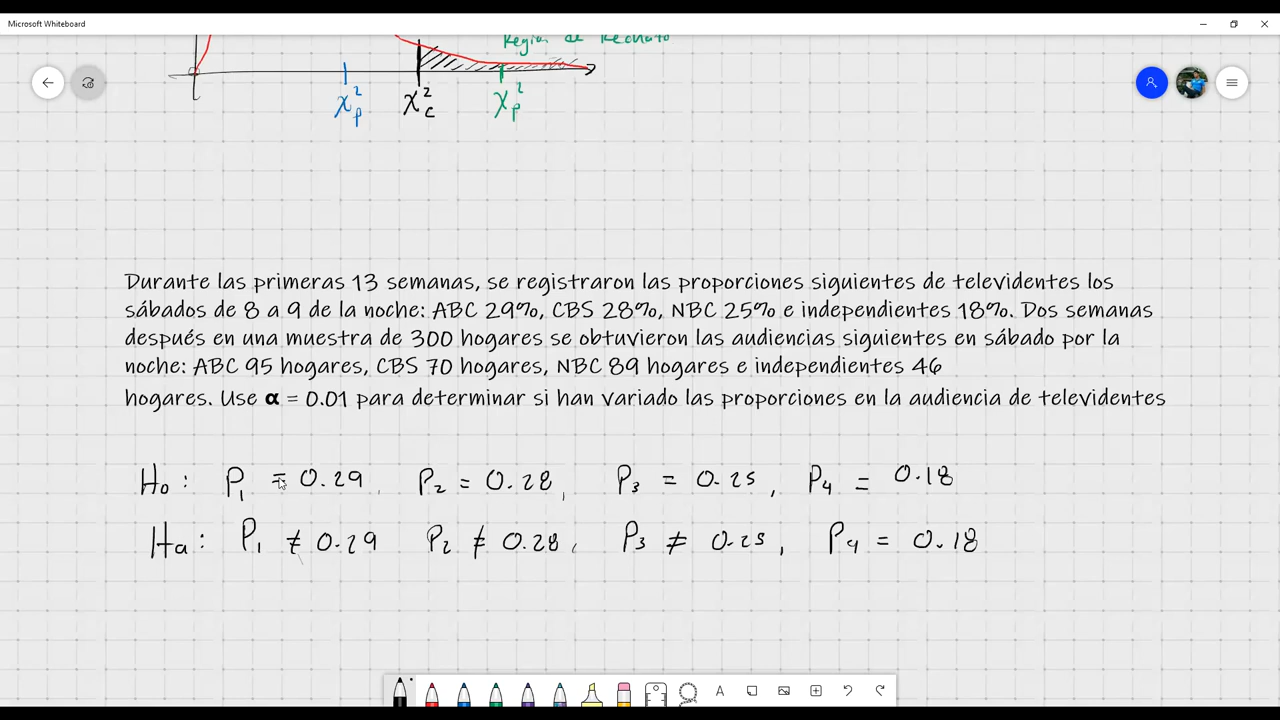 Microsoft Whiteboard
Región de Rechazo
χ²p χ²c χ²p
Durante las primeras 13 semanas, se registraron las proporciones siguientes de televidentes los
sábados de 8 a 9 de la noche: ABC 29%, CBS 28%, NBC 25% e independientes 18%. Dos semanas
después en una muestra de 300 hogares se obtuvieron las audiencias siguientes en sábado por la
noche: ABC 95 hogares, CBS 70 hogares, NBC 89 hogares e independientes 46
hogares. Use α = 0.01 para determinar si han variado las proporciones en la audiencia de televidentes
H₀: P₁ = 0.29, P₂ = 0.28, P₃ = 0.25, P₄ = 0.18
Ha: P₁ ≠ 0.29 P₂ ≠ 0.28, P₃ ≠ 0.25, P₄ = 0.18
A